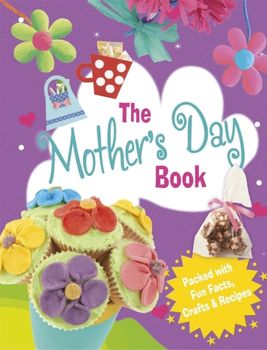 The
Mother's Day
Book
Packed with
Fun Facts,
Crafts & Recipes